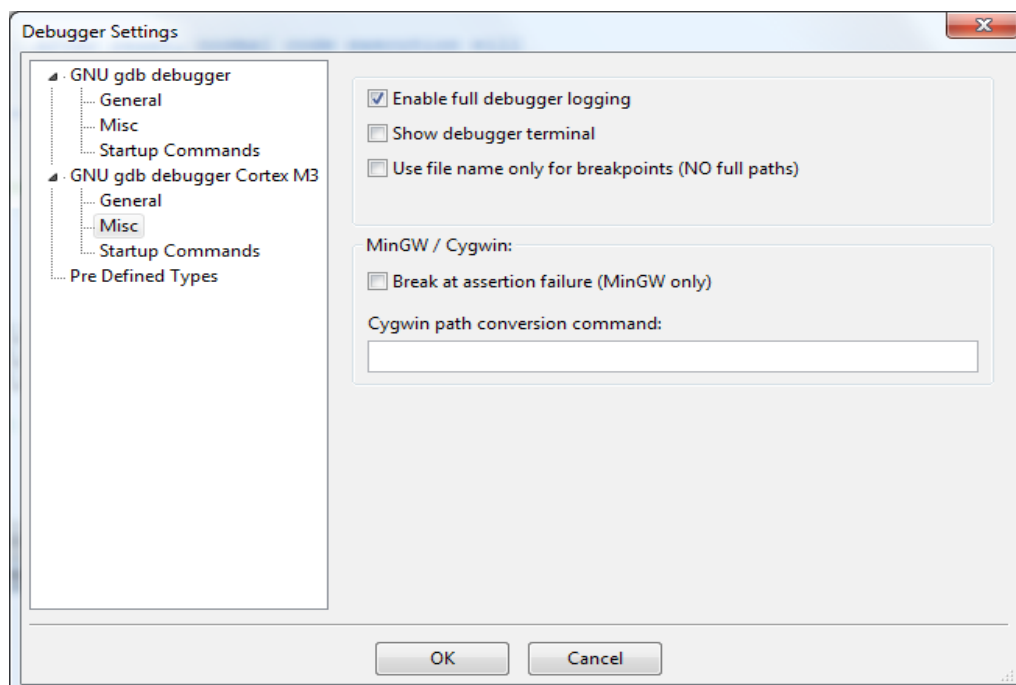 Debugger Settings
GNU gdb debugger
General
Misc
Startup Commands
GNU gdb debugger Cortex M3
General
Misc
Startup Commands
Pre Defined Types
Enable full debugger logging
Show debugger terminal
Use file name only for breakpoints (NO full paths)
MinGW / Cygwin:
Break at assertion failure (MinGW only)
Cygwin path conversion command:
OK
Cancel